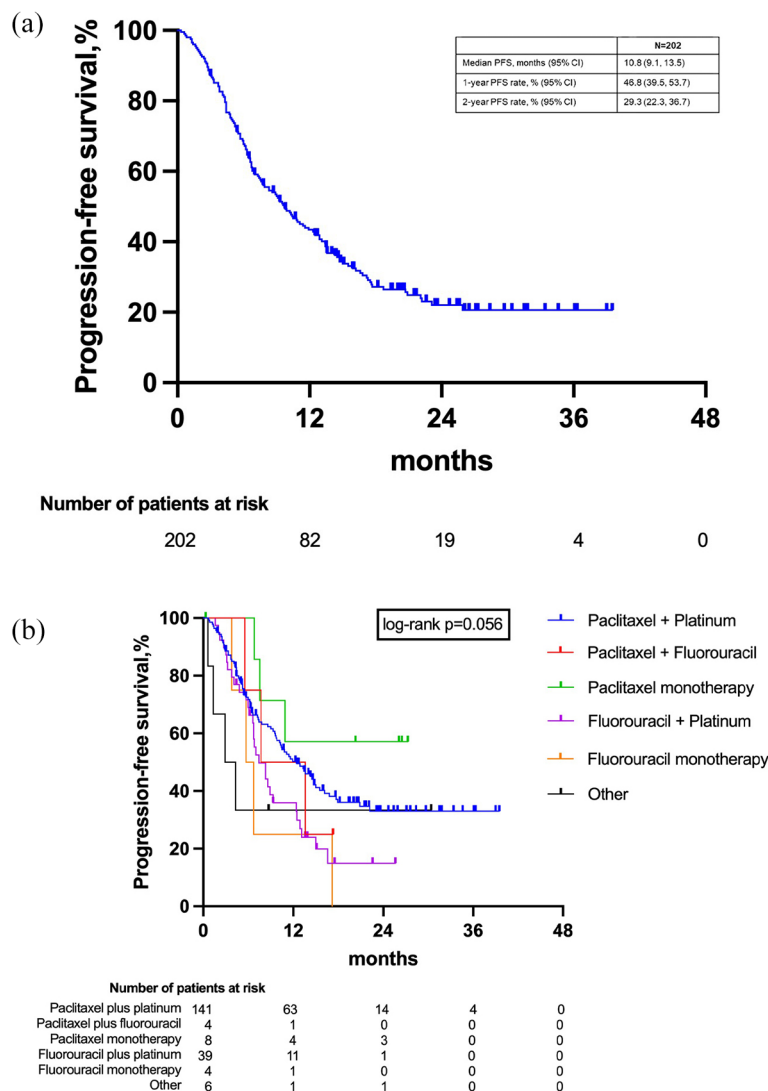 (a)
Progression-free survival,%
100
80
60
40
20
0
0 12 24 36 48
months
N=202
Median PFS, months (95% CI) 10.8 (9.1, 13.5)
1-year PFS rate, % (95% CI) 46.8 (39.5, 53.7)
2-year PFS rate, % (95% CI) 29.3 (22.3, 36.7)
Number of patients at risk
202 82 19 4 0
(b)
Progression-free survival,%
100
80
60
40
20
0
0 12 24 36 48
months
log-rank p=0.056
Paclitaxel + Platinum
Paclitaxel + Fluorouracil
Paclitaxel monotherapy
Fluorouracil + Platinum
Fluorouracil monotherapy
Other
Number of patients at risk
Paclitaxel plus platinum 141 63 14 4 0
Paclitaxel plus fluorouracil 4 1 0 0 0
Paclitaxel monotherapy 8 4 3 0 0
Fluorouracil plus platinum 39 11 1 0 0
Fluorouracil monotherapy 4 1 0 0 0
Other 6 1 1 0 0